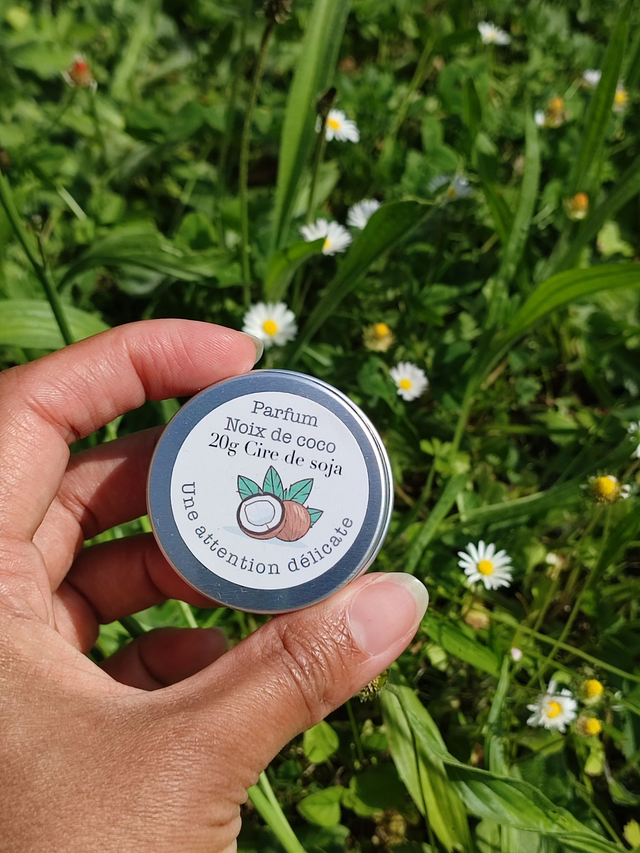 Parfum
Noix de coco
20g Cire de soja
Une attention délicate